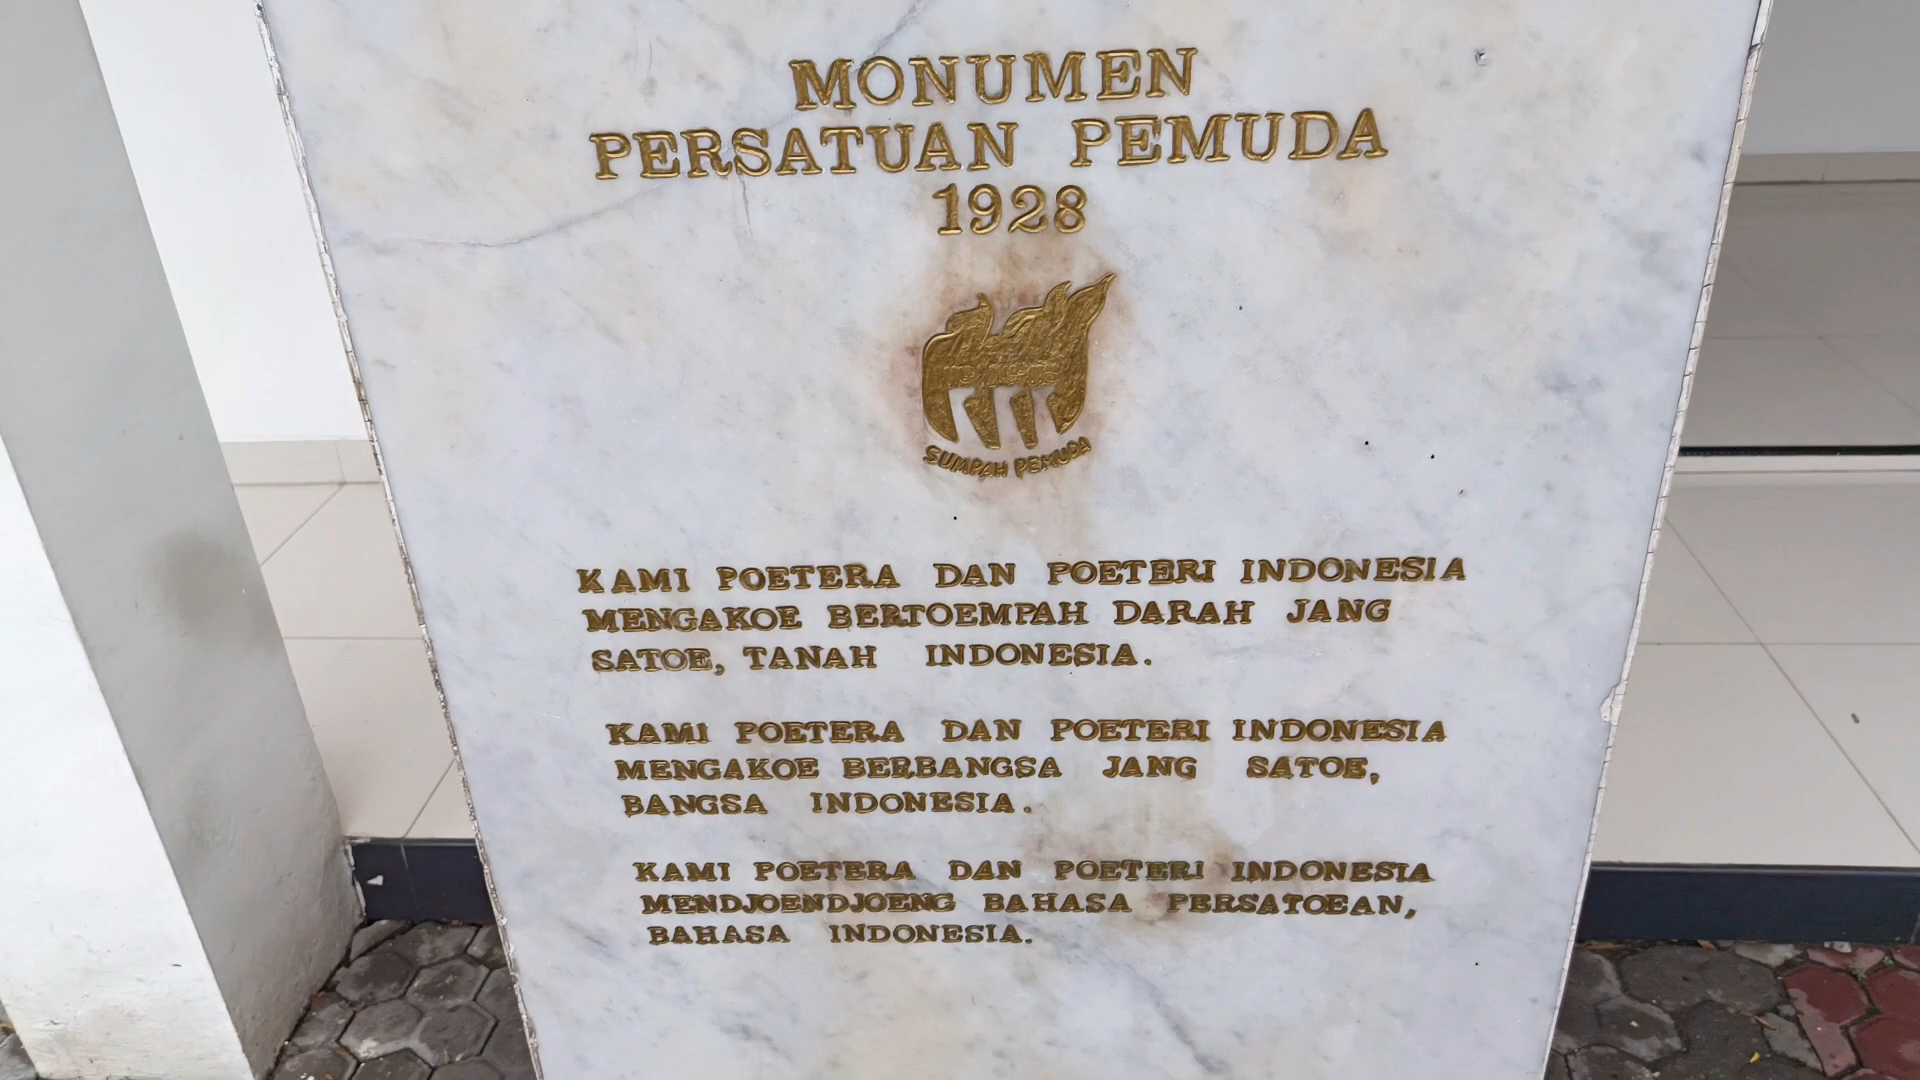 MONUMEN
PERSATUAN PEMUDA
1928
SUMPAH PEMUDA
KAMI POETERA DAN POETERI INDONESIA
MENGAKOE BERTOEMPAH DARAH JANG
SATOE, TANAH INDONESIA.
KAMI POETERA DAN POETERI INDONESIA
MENGAKOE BERBANGSA JANG SATOE,
BANGSA INDONESIA.
KAMI POETERA DAN POETERI INDONESIA
MENDJOENDJOENG BAHASA PERSATOEAN,
BAHASA INDONESIA.